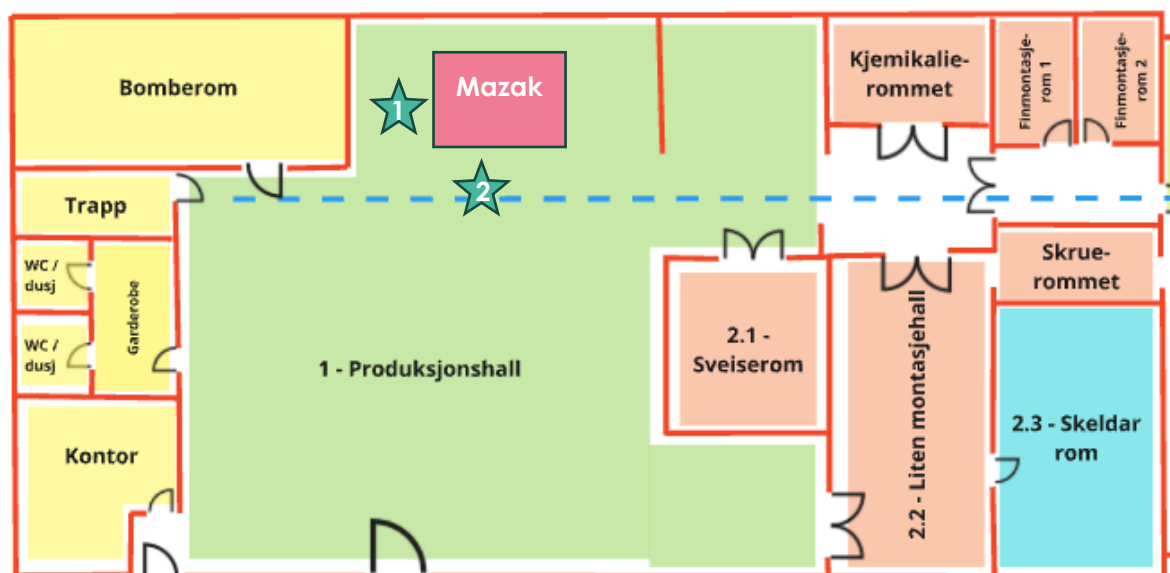 Bomberom
1
Mazak
2
Kjemikalie-
rommet
Finmontasje-
rom 1
Finmontasje-
rom 2
Trapp
WC /
dusj
Garderobe
WC /
dusj
Skrue-
rommet
2.1 -
Sveiserom
1 - Produksjonshall
2.2 - Liten montasjehall
2.3 - Skeldar
rom
Kontor